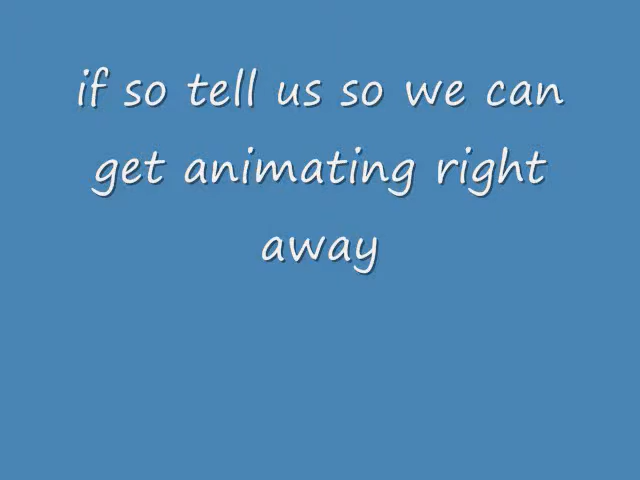 if so tell us so we can
get animating right
away